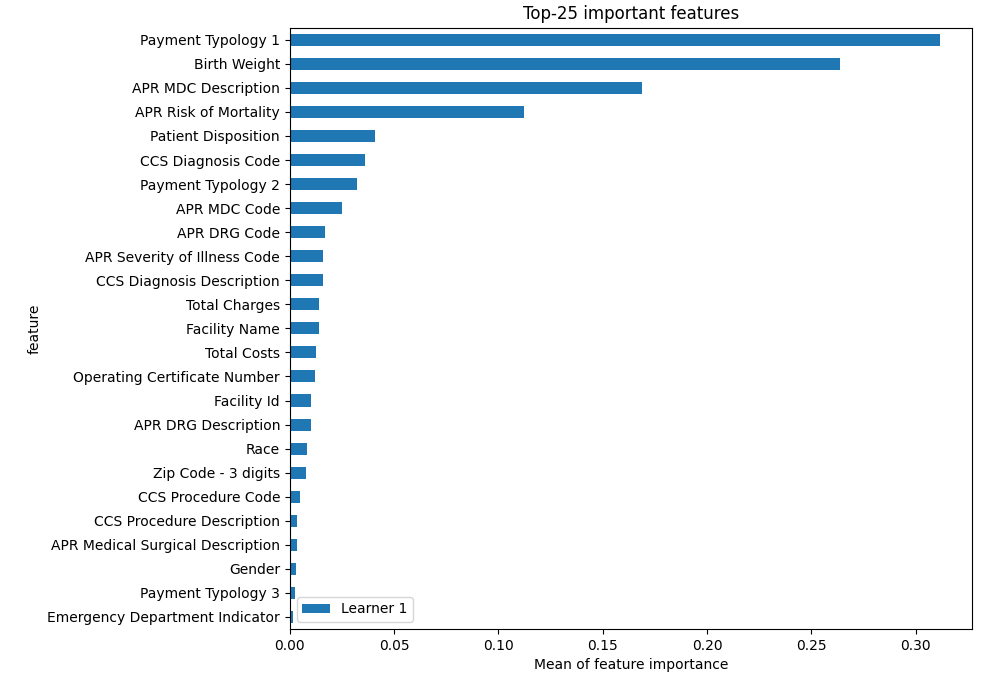 Top-25 important features
Payment Typology 1
Birth Weight
APR MDC Description
APR Risk of Mortality
Patient Disposition
CCS Diagnosis Code
Payment Typology 2
APR MDC Code
APR DRG Code
APR Severity of Illness Code
CCS Diagnosis Description
Total Charges
Facility Name
Total Costs
Operating Certificate Number
Facility Id
APR DRG Description
Race
Zip Code - 3 digits
CCS Procedure Code
CCS Procedure Description
APR Medical Surgical Description
Gender
Payment Typology 3
Emergency Department Indicator
feature
Learner 1
0.00 0.05 0.10 0.15 0.20 0.25 0.30
Mean of feature importance